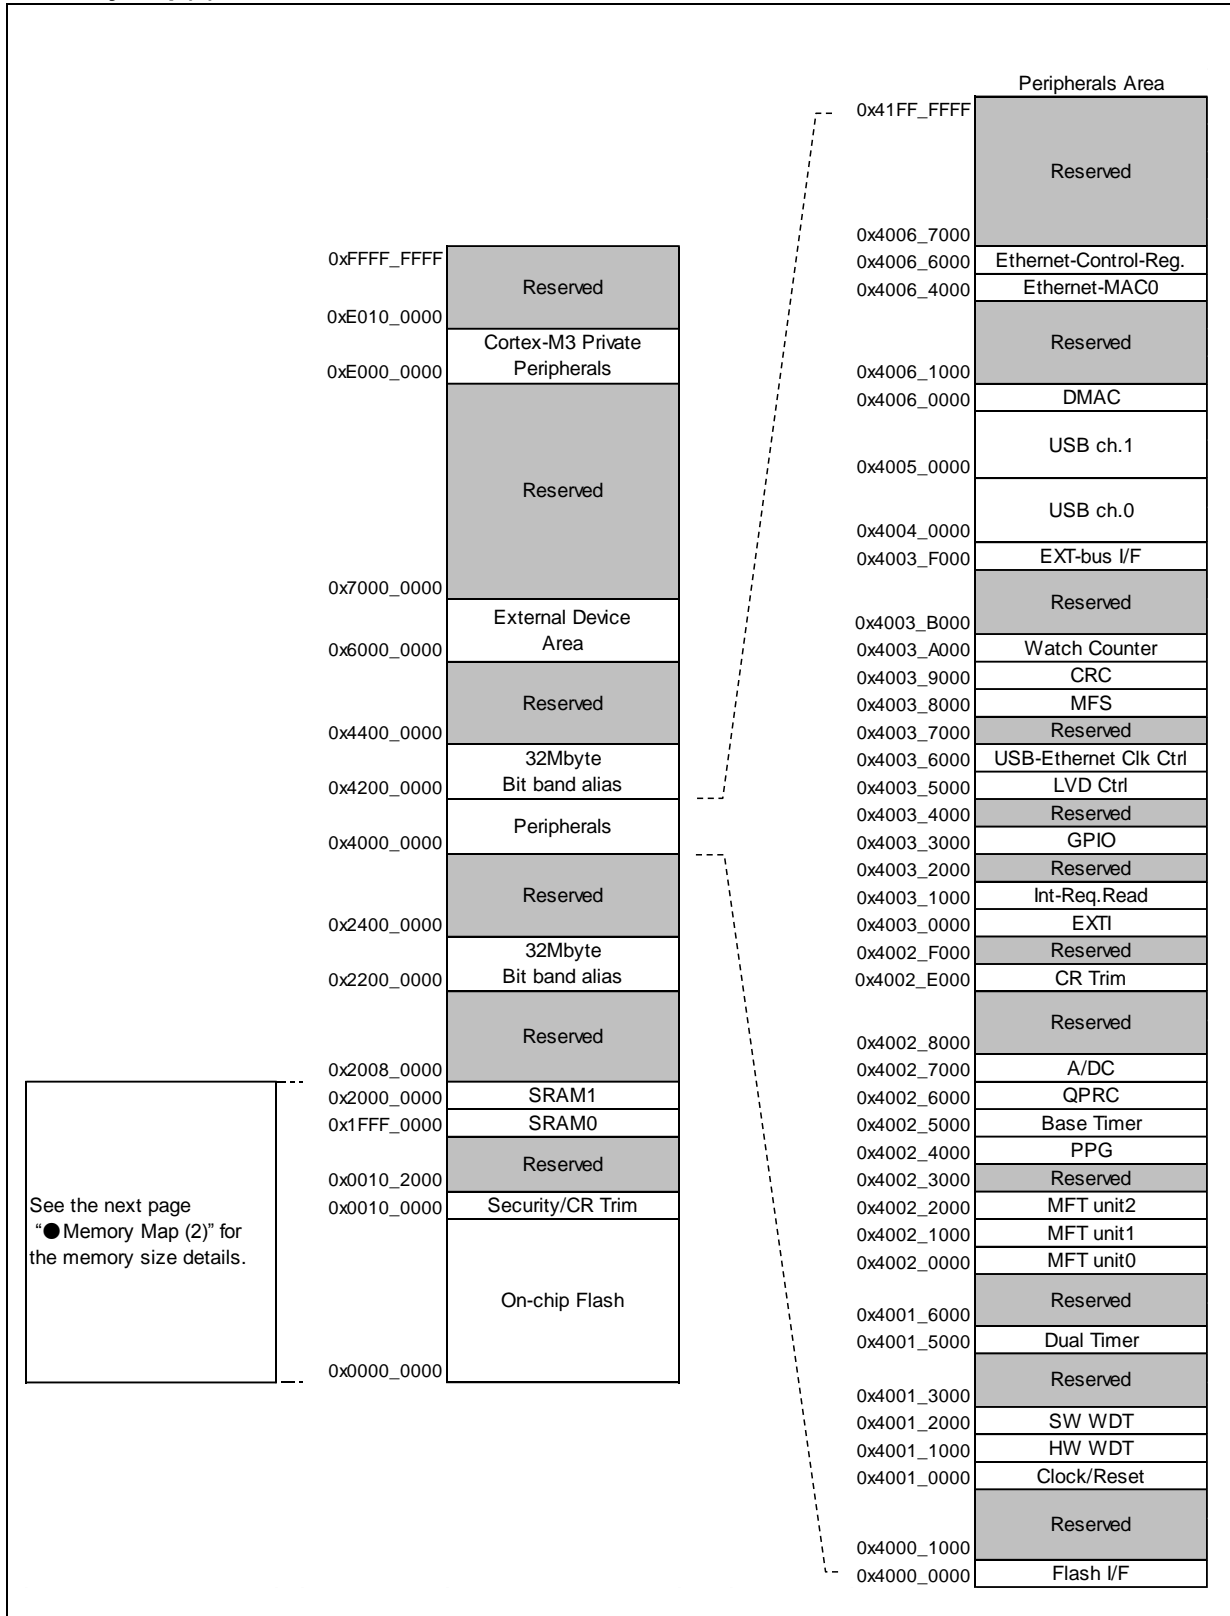 Peripherals Area
0x41FF_FFFF
Reserved
0x4006_7000
0x4006_6000 Ethernet-Control-Reg.
0x4006_4000 Ethernet-MAC0
Reserved
0x4006_1000
0x4006_0000 DMAC
USB ch.1
0x4005_0000
USB ch.0
0x4004_0000
0x4003_F000 EXT-bus I/F
Reserved
0x4003_B000
0x4003_A000 Watch Counter
0x4003_9000 CRC
0x4003_8000 MFS
0x4003_7000 Reserved
0x4003_6000 USB-Ethernet Clk Ctrl
0x4003_5000 LVD Ctrl
0x4003_4000 Reserved
0x4003_3000 GPIO
0x4003_2000 Reserved
0x4003_1000 Int-Req.Read
0x4003_0000 EXTI
0x4002_F000 Reserved
0x4002_E000 CR Trim
Reserved
0x4002_8000
0x4002_7000 A/DC
0x4002_6000 QPRC
0x4002_5000 Base Timer
0x4002_4000 PPG
0x4002_3000 Reserved
0x4002_2000 MFT unit2
0x4002_1000 MFT unit1
0x4002_0000 MFT unit0
Reserved
0x4001_6000
0x4001_5000 Dual Timer
Reserved
0x4001_3000
0x4001_2000 SW WDT
0x4001_1000 HW WDT
0x4001_0000 Clock/Reset
Reserved
0x4000_1000
0x4000_0000 Flash I/F
0xFFFF_FFFF
Reserved
0xE010_0000
Cortex-M3 Private
0xE000_0000 Peripherals
Reserved
0x7000_0000
External Device
Area
0x6000_0000
Reserved
0x4400_0000
32Mbyte
0x4200_0000 Bit band alias
Peripherals
0x4000_0000
Reserved
0x2400_0000
32Mbyte
0x2200_0000 Bit band alias
Reserved
0x2008_0000
0x2000_0000 SRAM1
0x1FFF_0000 SRAM0
Reserved
0x0010_2000
0x0010_0000 Security/CR Trim
On-chip Flash
0x0000_0000
See the next page
“●Memory Map (2)” for
the memory size details.